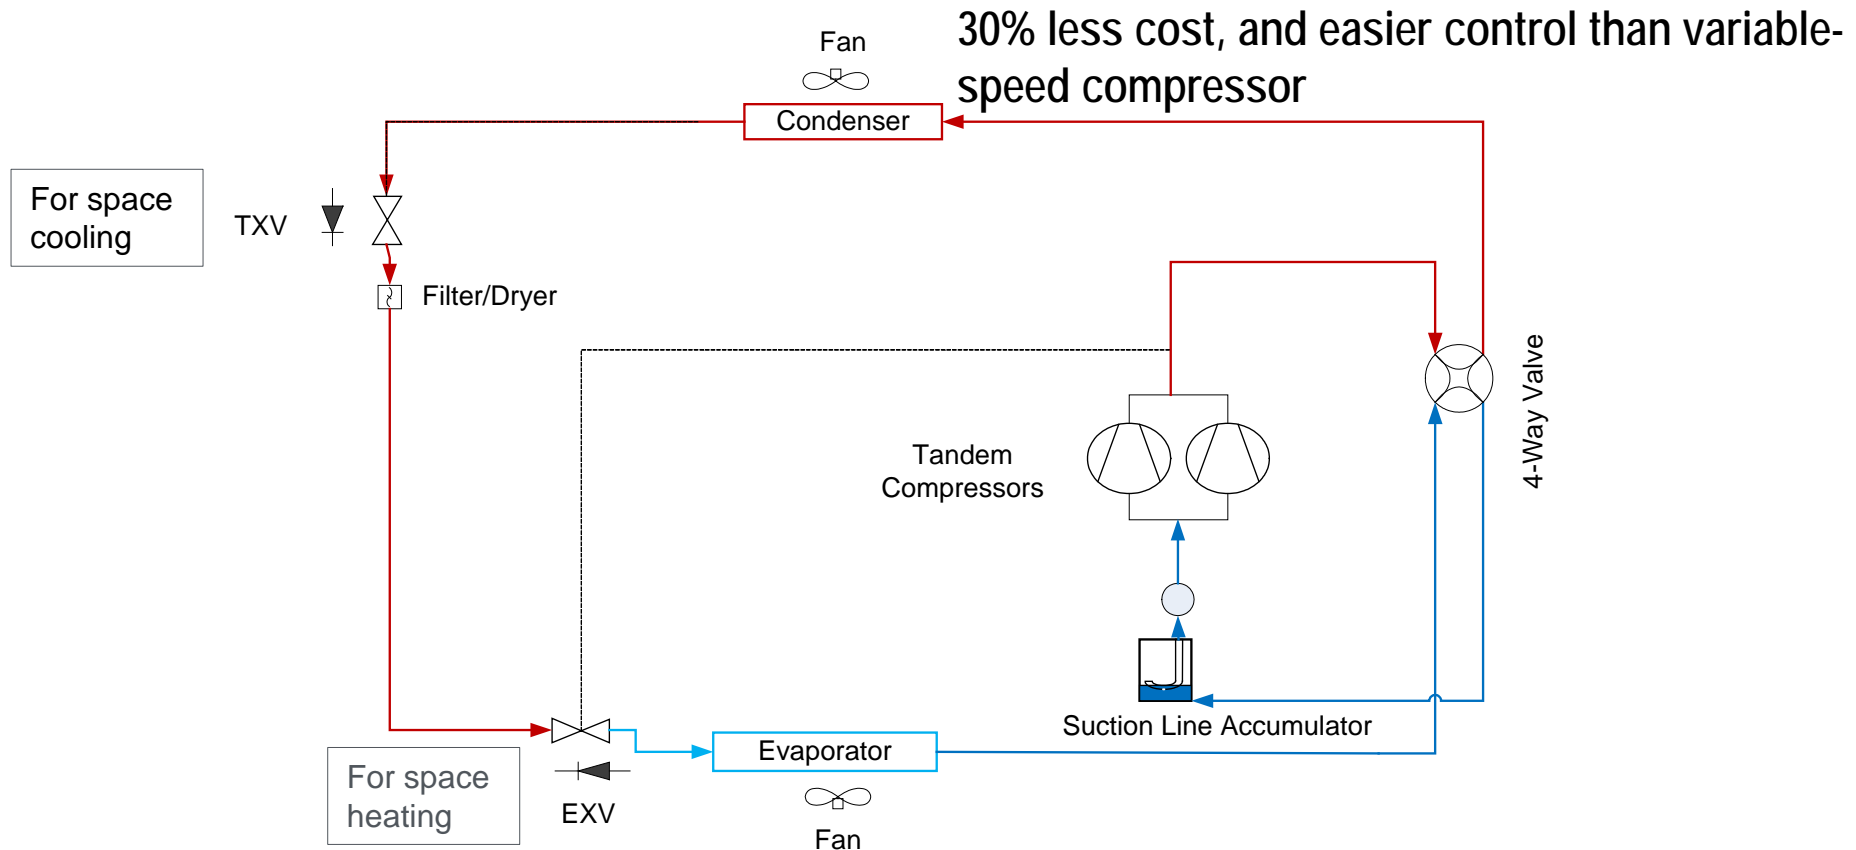 30% less cost, and easier control than variable-
speed compressor
Fan
Condenser
For space
cooling
TXV
Filter/Dryer
4-Way Valve
Tandem
Compressors
Suction Line Accumulator
Evaporator
For space
heating
EXV
Fan